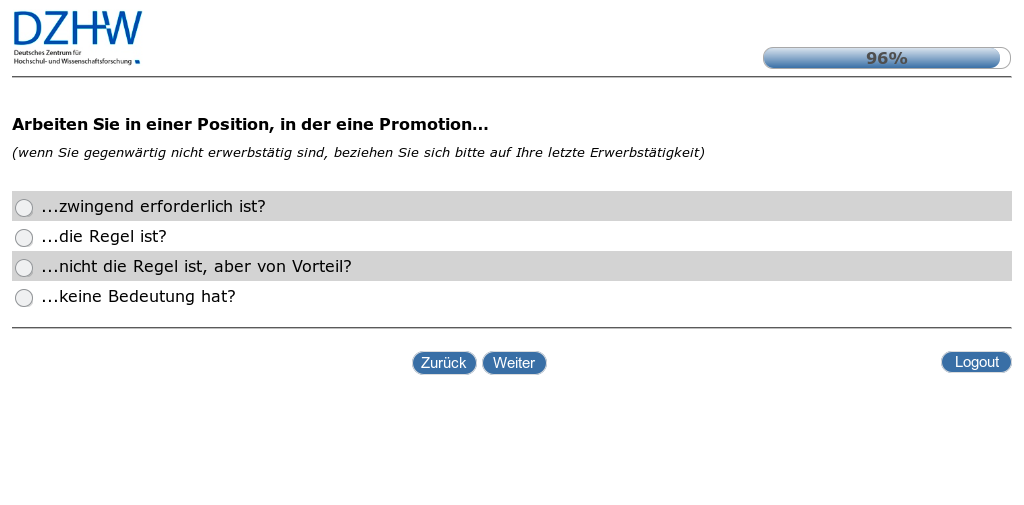 DZHW
Deutsches Zentrum für
Hochschul- und Wissenschaftsforschung
96%
Arbeiten Sie in einer Position, in der eine Promotion...
(wenn Sie gegenwärtig nicht erwerbstätig sind, beziehen Sie sich bitte auf Ihre letzte Erwerbstätigkeit)
...zwingend erforderlich ist?
...die Regel ist?
...nicht die Regel ist, aber von Vorteil?
...keine Bedeutung hat?
Zurück Weiter Logout